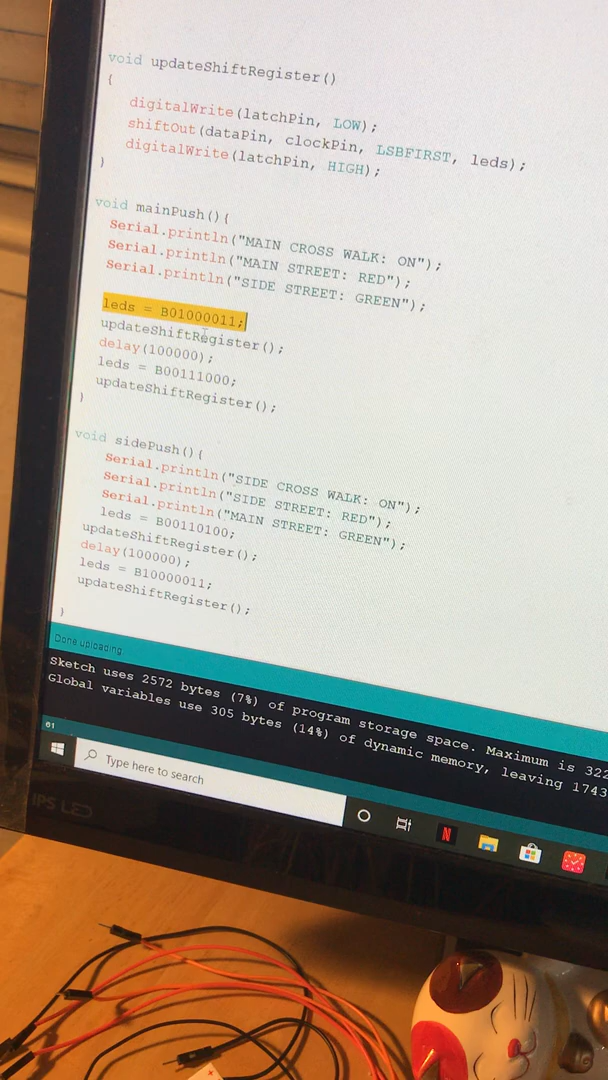 void updateShiftRegister()
{
digitalWrite(latchPin, LOW);
shiftOut(dataPin, clockPin, LSBFIRST, leds);
digitalWrite(latchPin, HIGH);
}
void mainPush(){
Serial.println("MAIN CROSS WALK: ON");
Serial.println("MAIN STREET: RED");
Serial.println("SIDE STREET: GREEN");
leds = B01000011;
updateShiftRegister();
delay(100000);
leds = B00111000;
updateShiftRegister();
}
void sidePush(){
Serial.println("SIDE CROSS WALK: ON");
Serial.println("SIDE STREET: RED");
Serial.println("MAIN STREET: GREEN");
leds = B00110100;
updateShiftRegister();
delay(100000);
leds = B10000011;
updateShiftRegister();
}
Done uploading.
Sketch uses 2572 bytes (7%) of program storage space. Maximum is 322
Global variables use 305 bytes (14%) of dynamic memory, leaving 1743
61
Type here to search
N
IPS LED